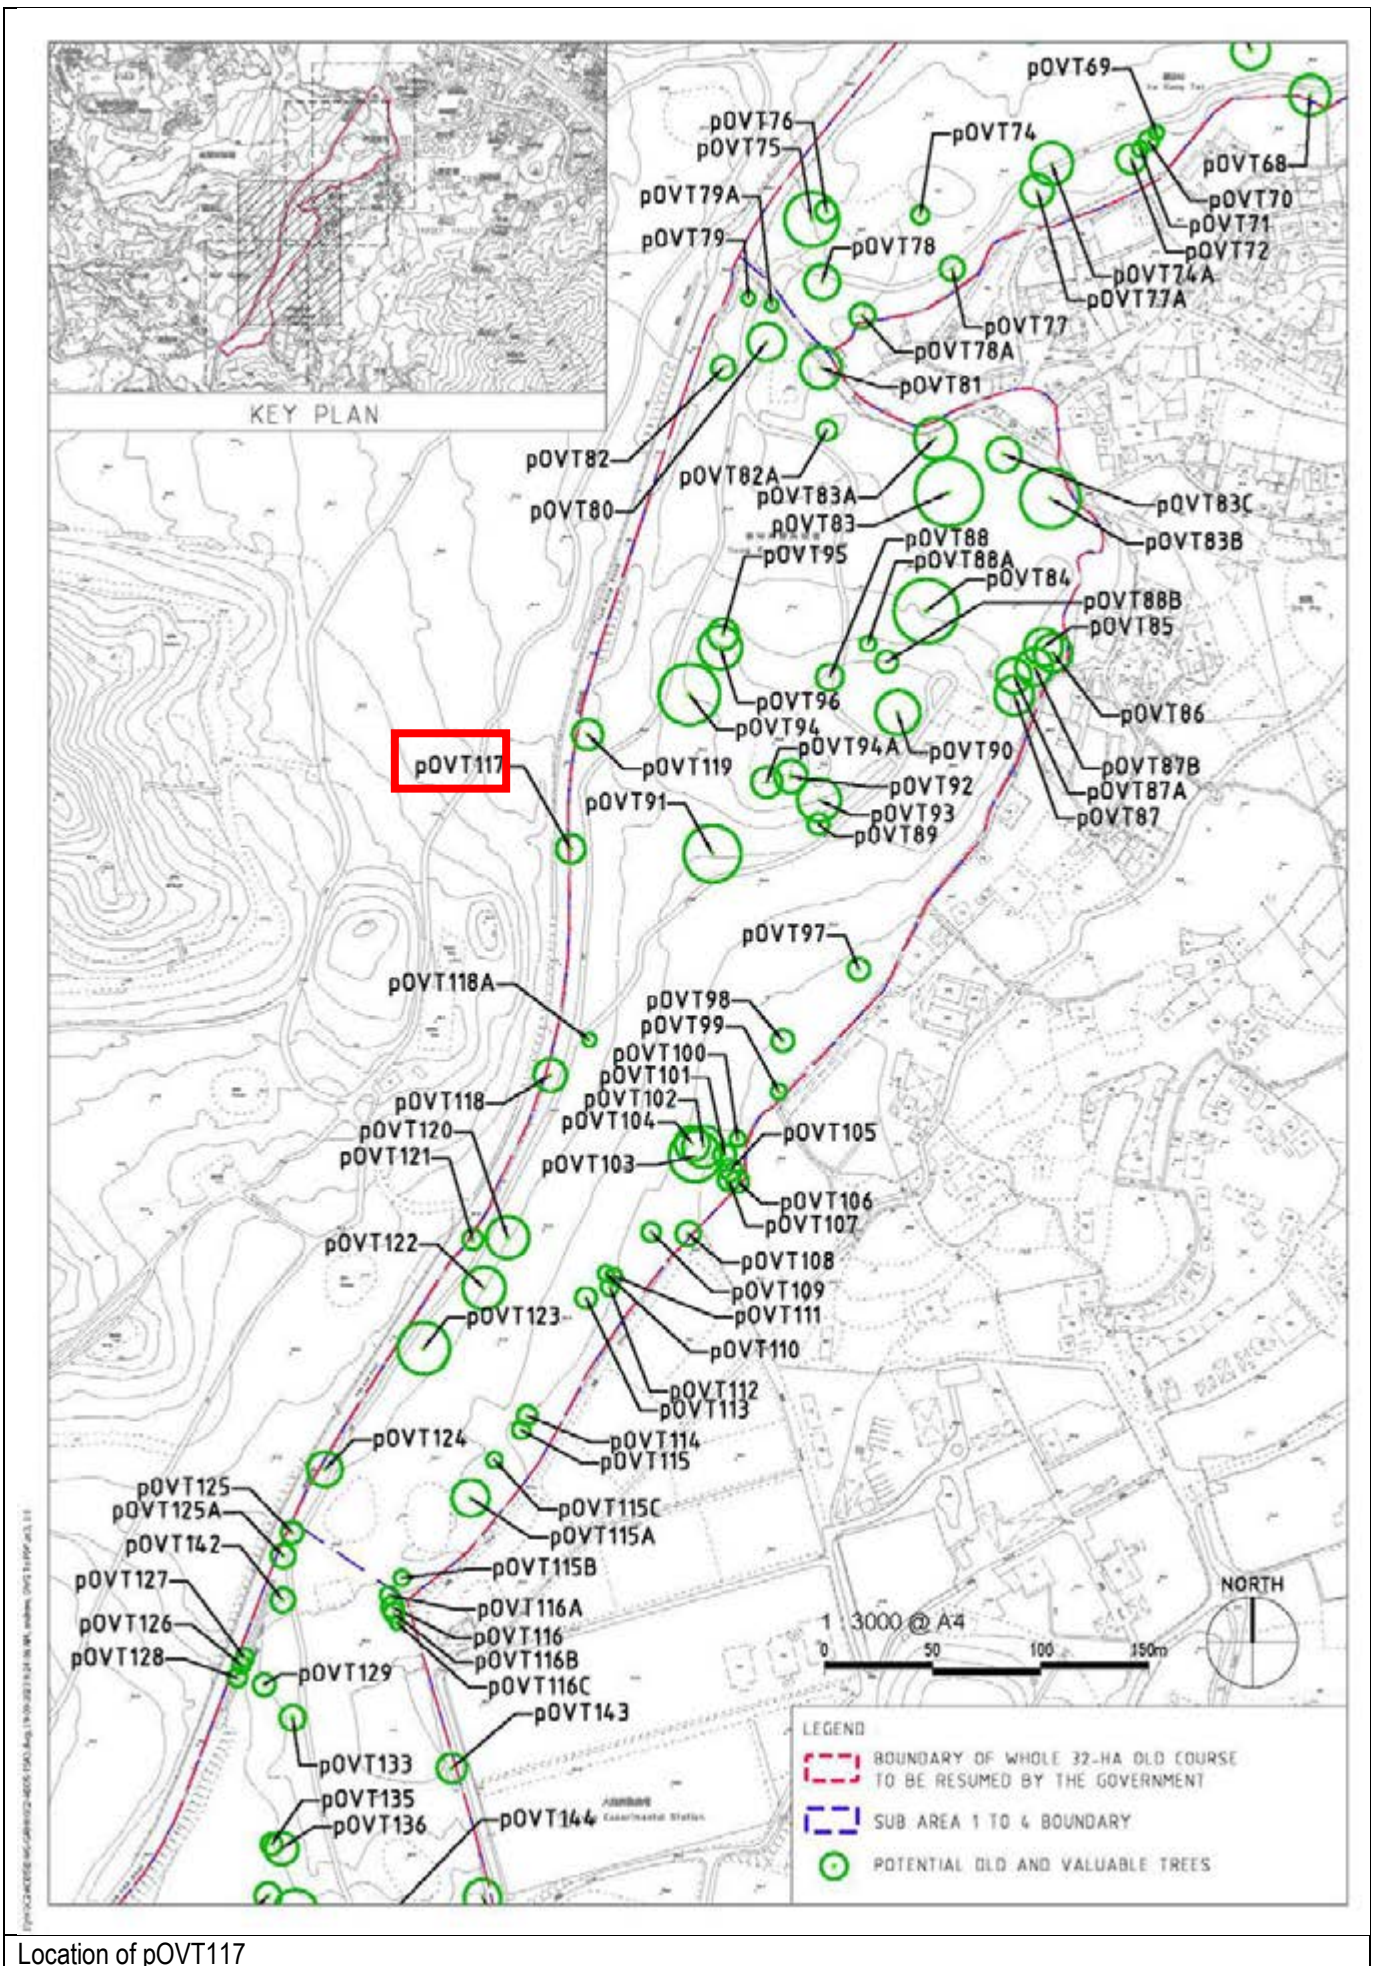 KEY PLAN
pOVT69
pOVT76
pOVT74
pOVT75
pOVT68
pOVT79A
pOVT70
pOVT71
pOVT79
pOVT78
pOVT72
pOVT74A
pOVT77A
pOVT77
pOVT78A
pOVT81
pOVT82
pOVT82A
pOVT83A
pOVT83C
pOVT80
pOVT83
pOVT88
pOVT83B
pOVT95
pOVT88A
pOVT84
pOVT88B
pOVT85
pOVT96
pOVT86
pOVT94
pOVT94A
pOVT90
pOVT117
pOVT119
pOVT87B
pOVT92
pOVT87A
pOVT91
pOVT93
pOVT87
pOVT89
pOVT97
pOVT118A
pOVT98
pOVT99
pOVT100
pOVT101
pOVT118
pOVT102
pOVT104
pOVT120
pOVT105
pOVT121
pOVT103
pOVT106
pOVT107
pOVT122
pOVT108
pOVT109
pOVT123
pOVT111
pOVT110
pOVT112
pOVT113
pOVT124
pOVT114
pOVT115
pOVT125
pOVT125A
pOVT115C
pOVT115A
pOVT142
pOVT115B
pOVT127
pOVT116A
pOVT126
pOVT116
pOVT128
pOVT116B
pOVT129
pOVT116C
pOVT143
pOVT133
pOVT135
pOVT136
pOVT144
Experimental Station
NORTH
1 : 3000 @ A4
0 50 100 150m
LEGEND
BOUNDARY OF WHOLE 32-HA OLD COURSE
TO BE RESUMED BY THE GOVERNMENT
SUB AREA 1 TO 4 BOUNDARY
POTENTIAL OLD AND VALUABLE TREES
Location of pOVT117